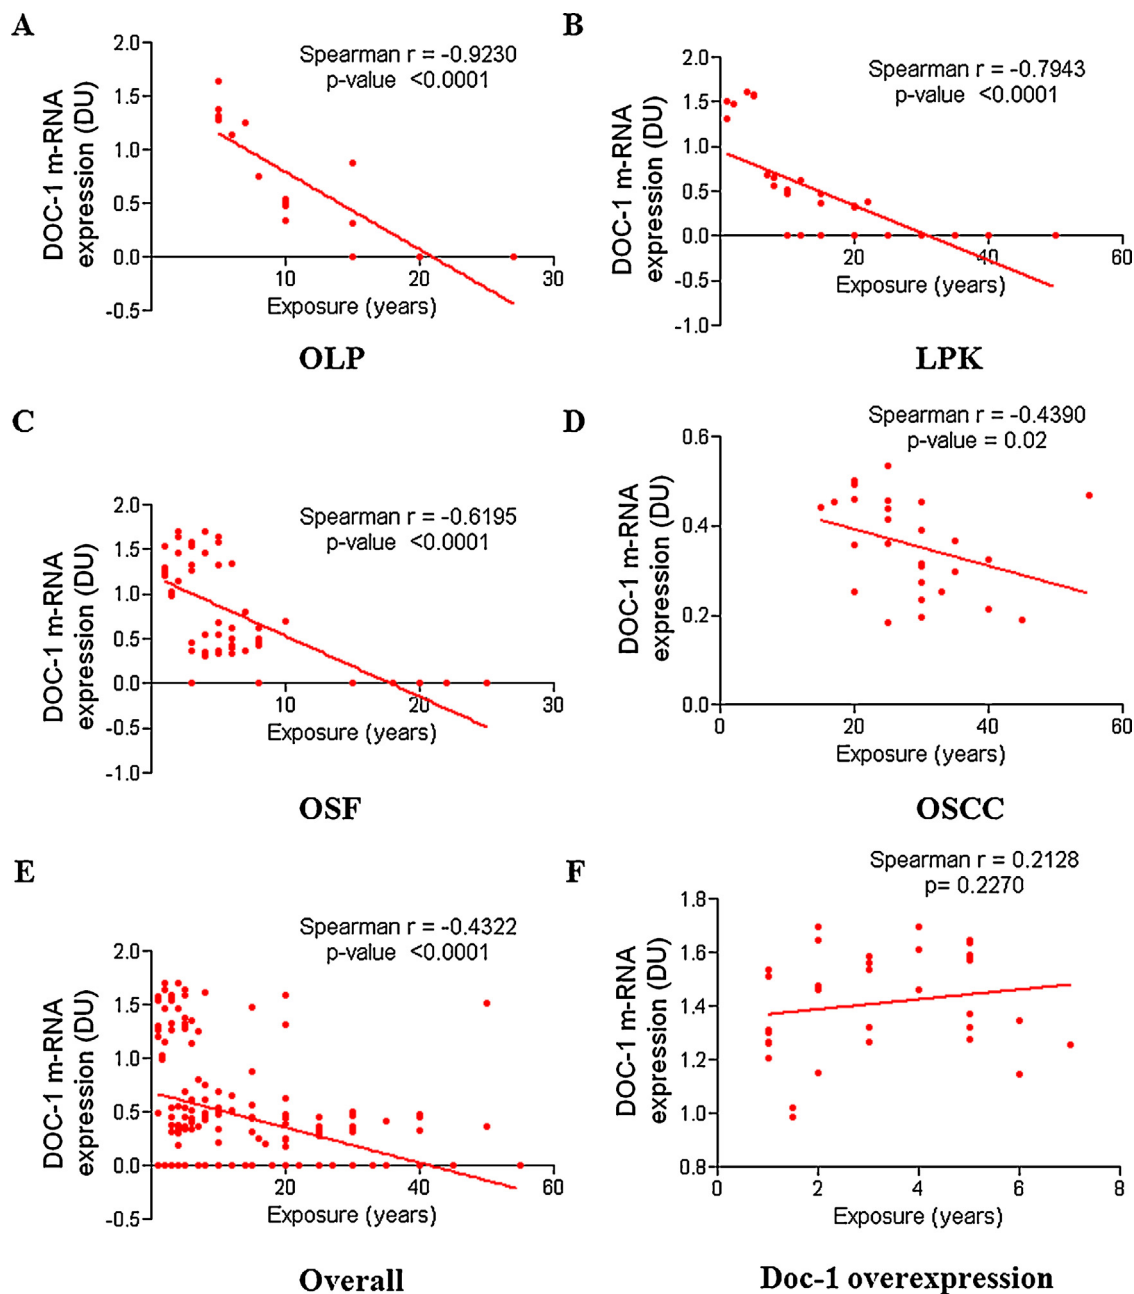 A
Spearman r = -0.9230
p-value <0.0001
DOC-1 m-RNA
expression (DU)
2.0
1.5
1.0
0.5
0.0
-0.5
10
20
30
Exposure (years)
OLP
B
Spearman r = -0.7943
p-value <0.0001
DOC-1 m-RNA
expression (DU)
2.0
1.5
1.0
0.5
0.0
-0.5
-1.0
20
40
60
Exposure (years)
LPK
C
Spearman r = -0.6195
p-value <0.0001
DOC-1 m-RNA
expression (DU)
2.0
1.5
1.0
0.5
0.0
-0.5
-1.0
10
20
30
Exposure (years)
OSF
D
Spearman r = -0.4390
p-value = 0.02
DOC-1 m-RNA
expression (DU)
0.6
0.4
0.2
0.0
0
20
40
60
Exposure (years)
OSCC
E
Spearman r = -0.4322
p-value <0.0001
DOC-1 m-RNA
expression (DU)
2.0
1.5
1.0
0.5
0.0
-0.5
20
40
60
Exposure (years)
Overall
F
Spearman r = 0.2128
p= 0.2270
DOC-1 m-RNA
expression (DU)
1.8
1.6
1.4
1.2
1.0
0.8
0
2
4
6
8
Exposure (years)
Doc-1 overexpression